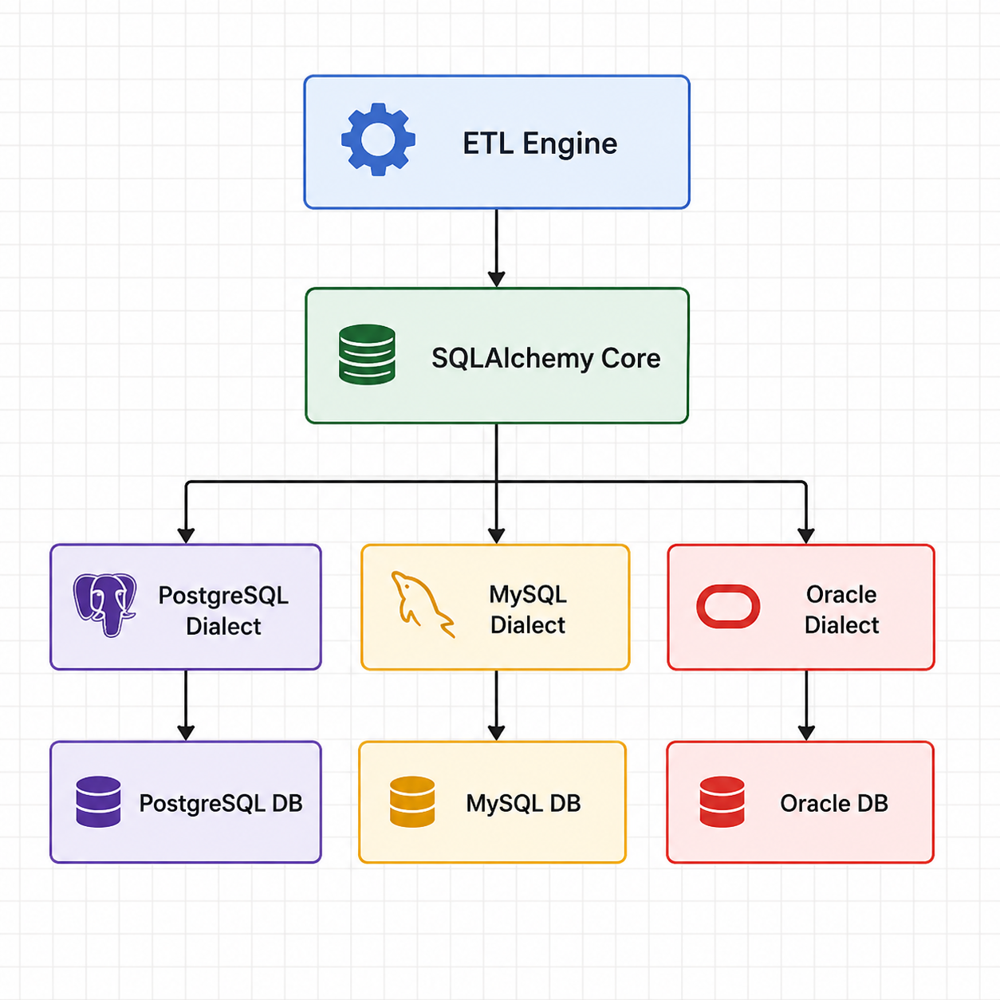 ETL Engine
SQLAlchemy Core
PostgreSQL
Dialect
MySQL
Dialect
Oracle
Dialect
PostgreSQL DB
MySQL DB
Oracle DB